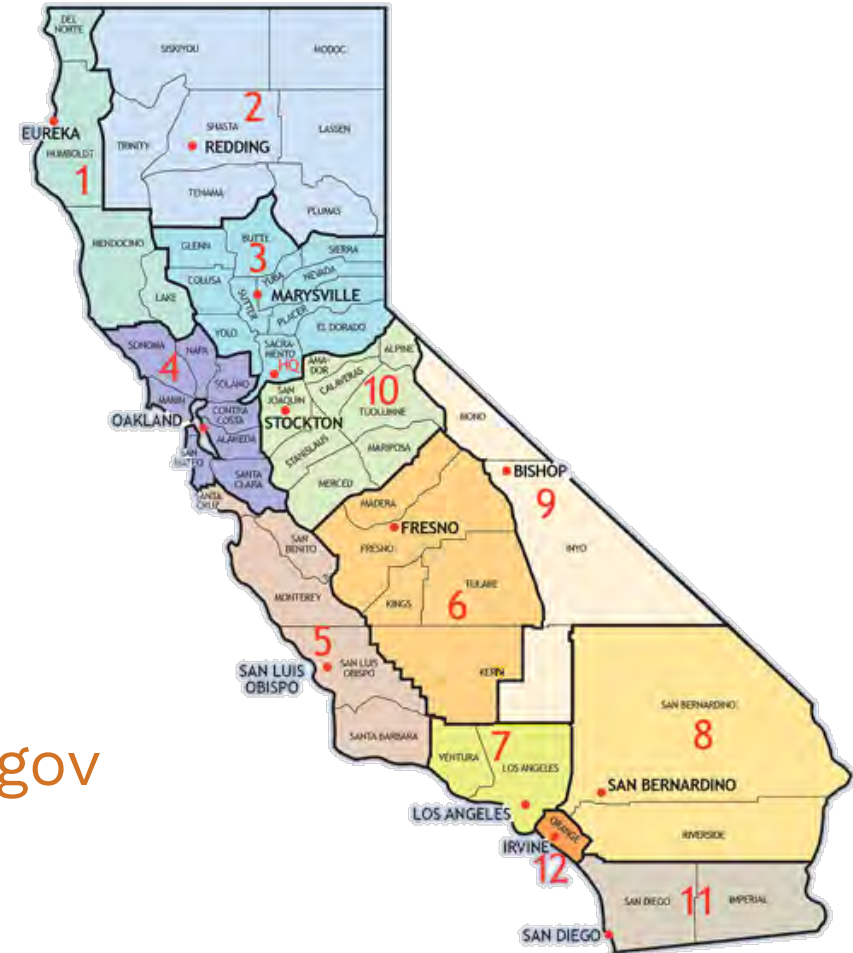 DEL
NORTE
SISKIYOU
MODOC
EUREKA
HUMBOLDT
1
TRINITY
2
SHASTA
REDDING
LASSEN
TEHAMA
PLUMAS
MENDOCINO
LAKE
GLENN
BUTTE
3
SIERRA
COLUSA
YUBA
NEVADA
SUTTER
MARYSVILLE
PLACER
YOLO
EL DORADO
SACRA-
MENTO
HQ
SONOMA
NAPA
4
SOLANO
MARIN
OAKLAND
CONTRA
COSTA
ALAMEDA
SAN
MATEO
SANTA
CLARA
SANTA
CRUZ
AMA-
DOR
ALPINE
CALAVERAS
SAN
JOAQUIN
10
TUOLUMNE
STOCKTON
STANISLAUS
MARIPOSA
MERCED
MONO
BISHOP
9
INYO
MADERA
FRESNO
FRESNO
KINGS
TULARE
6
KERN
SAN
BENITO
MONTEREY
5
SAN LUIS
OBISPO
SAN LUIS
OBISPO
SANTA BARBARA
gov
VENTURA
7
LOS ANGELES
LOS ANGELES
SAN BERNARDINO
8
SAN BERNARDINO
RIVERSIDE
ORANGE
IRVINE
12
SAN DIEGO
11
IMPERIAL
SAN DIEGO